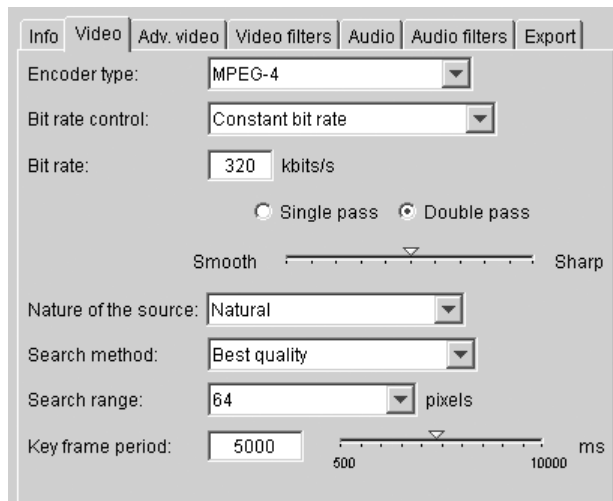 Info Video Adv. video Video filters Audio Audio filters Export
Encoder type: MPEG-4
Bit rate control: Constant bit rate
Bit rate: 320 kbits/s
Single pass Double pass
Smooth Sharp
Nature of the source: Natural
Search method: Best quality
Search range: 64 pixels
Key frame period: 5000 ms
500 10000